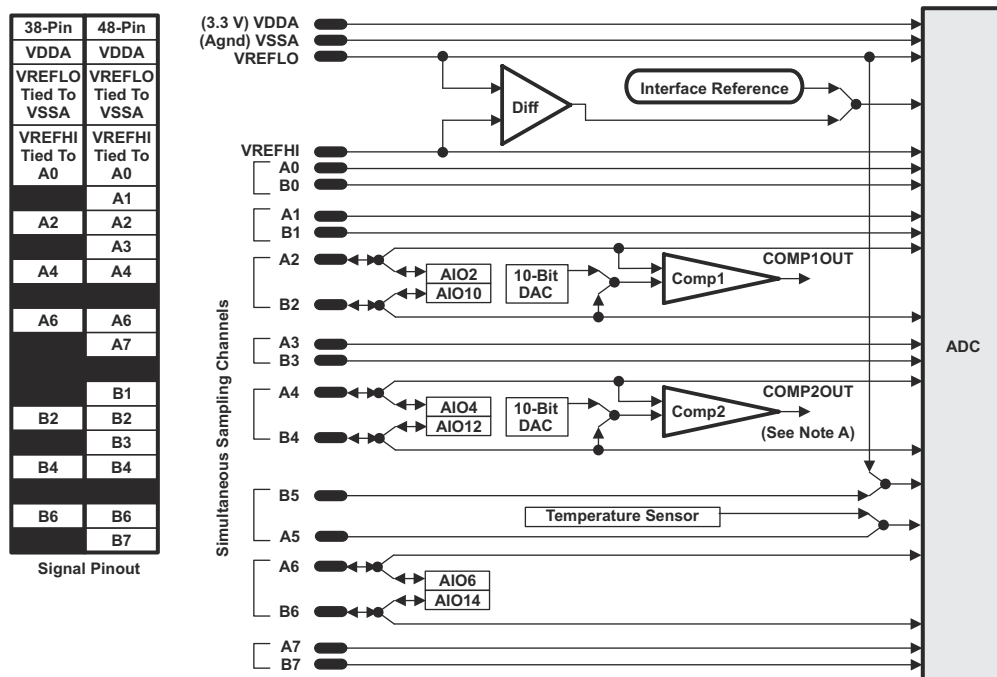 38-Pin 48-Pin
VDDA VDDA
VREFLO VREFLO
Tied To Tied To
VSSA VSSA
VREFHI VREFHI
Tied To Tied To
A0 A0
A1
A2 A2
A3
A4 A4
A6 A6
A7
B1
B2 B2
B3
B4 B4
B6 B6
B7
Signal Pinout
Simultaneous Sampling Channels
(3.3 V) VDDA
(Agnd) VSSA
VREFLO
Diff
Interface Reference
VREFHI
A0
B0
A1
B1
A2
AIO2
AIO10
10-Bit
DAC
Comp1
COMP1OUT
B2
A3
B3
A4
AIO4
AIO12
10-Bit
DAC
Comp2
COMP2OUT
(See Note A)
B4
B5
Temperature Sensor
A5
A6
AIO6
AIO14
B6
A7
B7
ADC